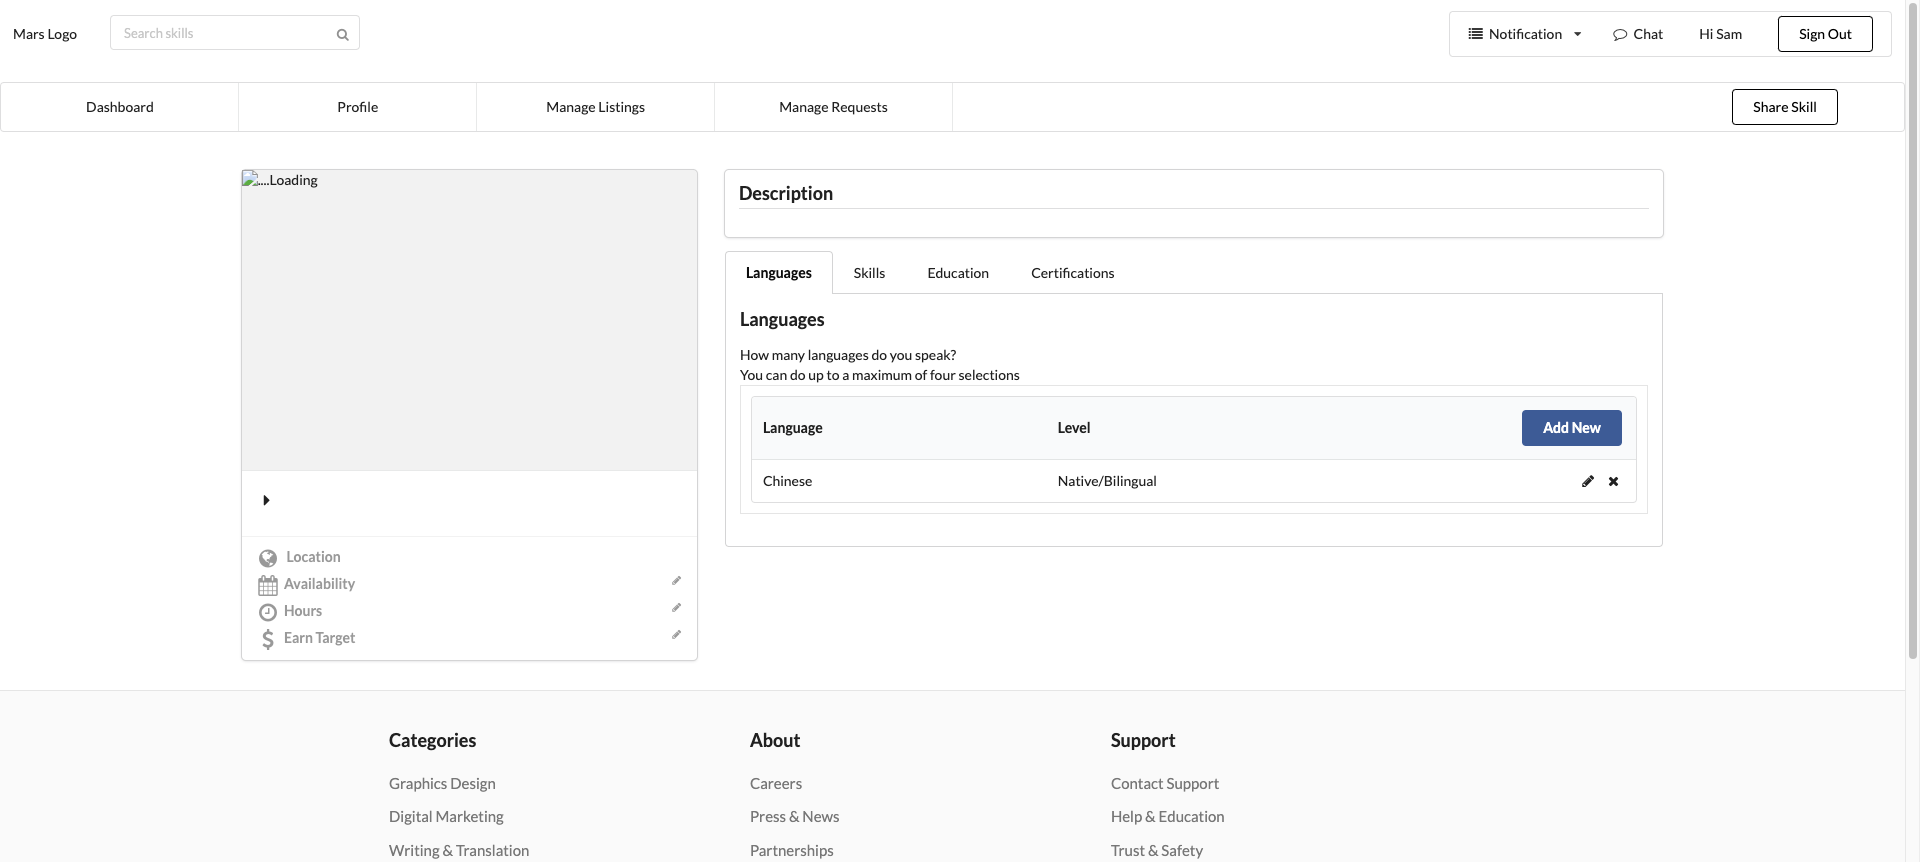 Mars Logo
Search skills
Notification
Chat
Hi Sam
Sign Out
Dashboard
Profile
Manage Listings
Manage Requests
Share Skill
....Loading
Location
Availability
Hours
Earn Target
Description
Languages
Skills
Education
Certifications
Languages
How many languages do you speak?
You can do up to a maximum of four selections
Language
Level
Add New
Chinese
Native/Bilingual
Categories
Graphics Design
Digital Marketing
Writing & Translation
About
Careers
Press & News
Partnerships
Support
Contact Support
Help & Education
Trust & Safety